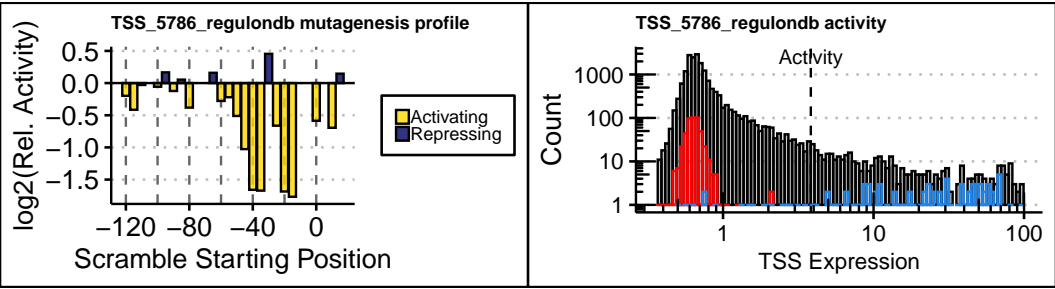 TSS_5786_regulondb mutagenesis profile
log2(Rel. Activity)
0.5
0.0
−0.5
−1.0
−1.5
−120 −80 −40 0
Scramble Starting Position
Activating
Repressing
TSS_5786_regulondb activity
Activity
Count
1000
100
10
1
1 10 100
TSS Expression